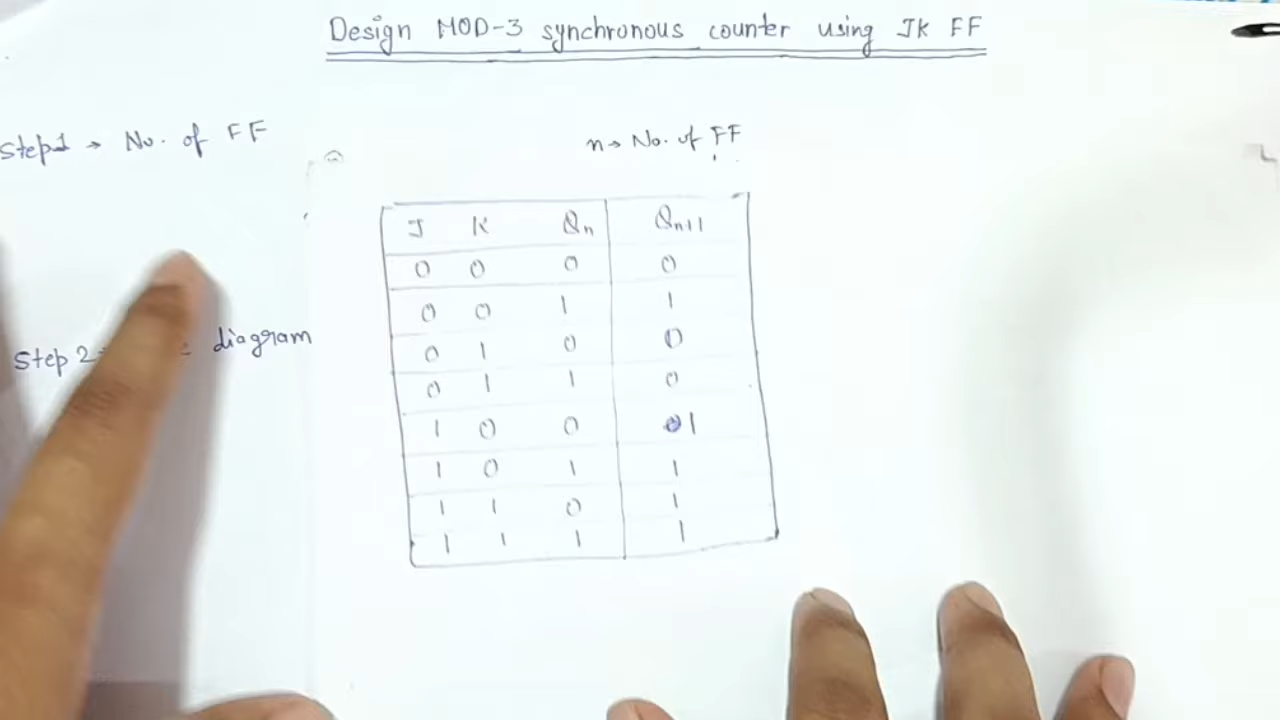 Design MOD-3 synchronous counter using JK FF
Step1 → No. of FF
n→ No. of FF
J K Qn Qn+1
0 0 0 0
0 0 1 1
0 1 0 0
0 1 1 0
1 0 0 1
1 0 1 1
1 1 0 1
1 1 1 1
Step 2 diagram